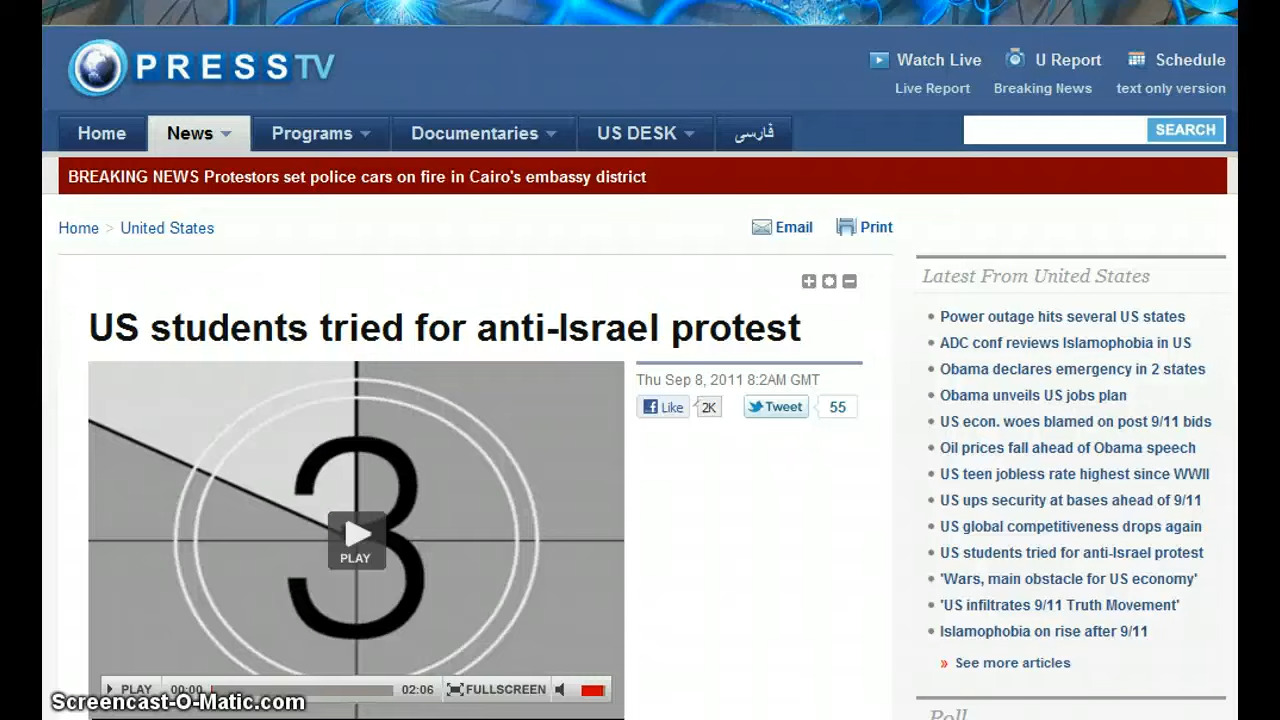 PRESSTV
Watch Live U Report Schedule
Live Report Breaking News text only version
Home News Programs Documentaries US DESK فارسی SEARCH
BREAKING NEWS Protestors set police cars on fire in Cairo's embassy district
Home > United States
Email Print
US students tried for anti-Israel protest
Thu Sep 8, 2011 8:2AM GMT
Like 2K Tweet 55
3
PLAY
PLAY 00:00 02:06 FULLSCREEN
Screencast-O-Matic.com
Latest From United States
Power outage hits several US states
ADC conf reviews Islamophobia in US
Obama declares emergency in 2 states
Obama unveils US jobs plan
US econ. woes blamed on post 9/11 bids
Oil prices fall ahead of Obama speech
US teen jobless rate highest since WWII
US ups security at bases ahead of 9/11
US global competitiveness drops again
US students tried for anti-Israel protest
'Wars, main obstacle for US economy'
'US infiltrates 9/11 Truth Movement'
Islamophobia on rise after 9/11
» See more articles
Poll